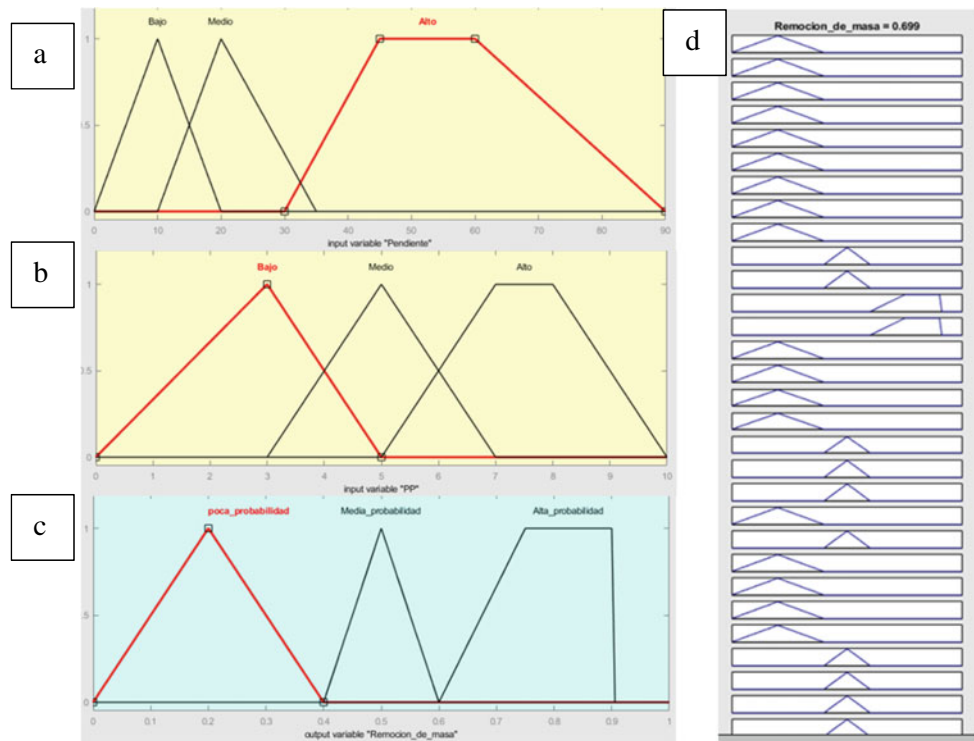 a
Bajo Medio Alto
1
0.5
0
0 10 20 30 40 50 60 70 80 90
input variable "Pendiente"
b
Bajo Medio Alto
1
0.5
0
0 1 2 3 4 5 6 7 8 9 10
input variable "PP"
c
poca_probabilidad Media_probabilidad Alta_probabilidad
1
0.5
0
0 0.1 0.2 0.3 0.4 0.5 0.6 0.7 0.8 0.9 1
output variable "Remocion_de_masa"
d
Remocion_de_masa = 0.699